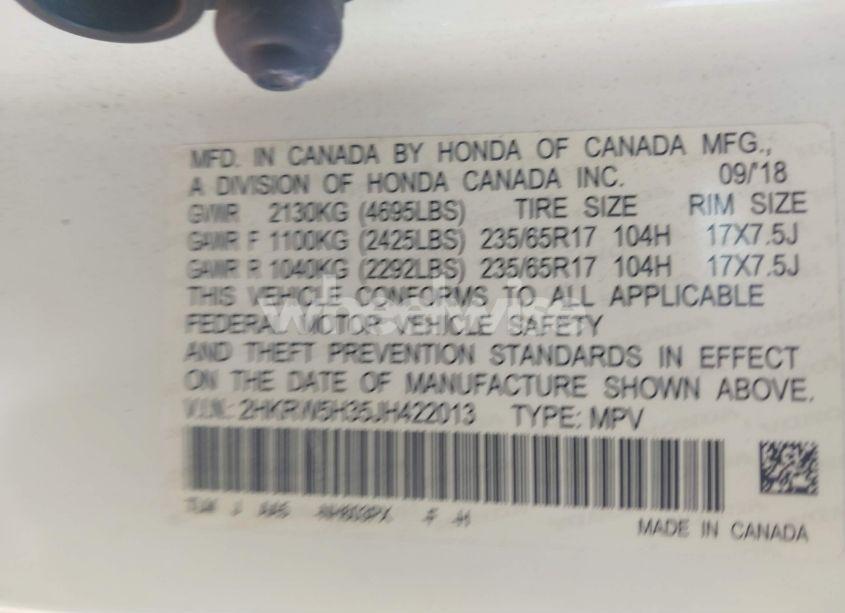 MFD. IN CANADA BY HONDA OF CANADA MFG.,
A DIVISION OF HONDA CANADA INC. 09/'18
GVWR 2130KG (4695LBS) TIRE SIZE RIM SIZE
GAWR F 1100KG (2425LBS) 235/65R17 104H 17X7.5J
GAWR R 1040KG (2292LBS) 235/65R17 104H 17X7.5J
THIS VEHICLE CONFORMS TO ALL APPLICABLE
FEDERAL MOTOR VEHICLE SAFETY
AND THEFT PREVENTION STANDARDS IN EFFECT
ON THE DATE OF MANUFACTURE SHOWN ABOVE.
V.I.N.: 2HKRW5H35JH422013 TYPE: MPV
MADE IN CANADA